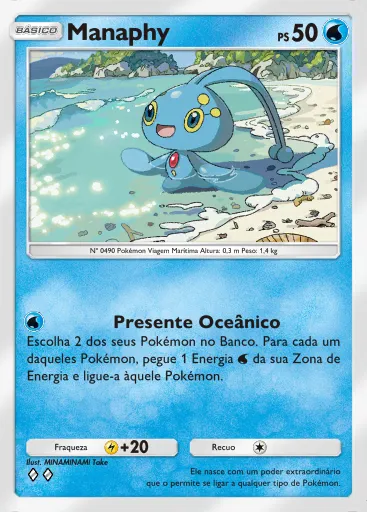 BÁSICO Manaphy PS 50
Nº 0490 Pokémon Viagem Marítima Altura: 0,3 m Peso: 1,4 kg
Presente Oceânico
Escolha 2 dos seus Pokémon no Banco. Para cada um
daqueles Pokémon, pegue 1 Energia da sua Zona de
Energia e ligue-a àquele Pokémon.
Fraqueza +20 Recuo
Ilust. MINAMINAMI Take
Ele nasce com um poder extraordinário
que o permite se ligar a qualquer tipo de Pokémon.